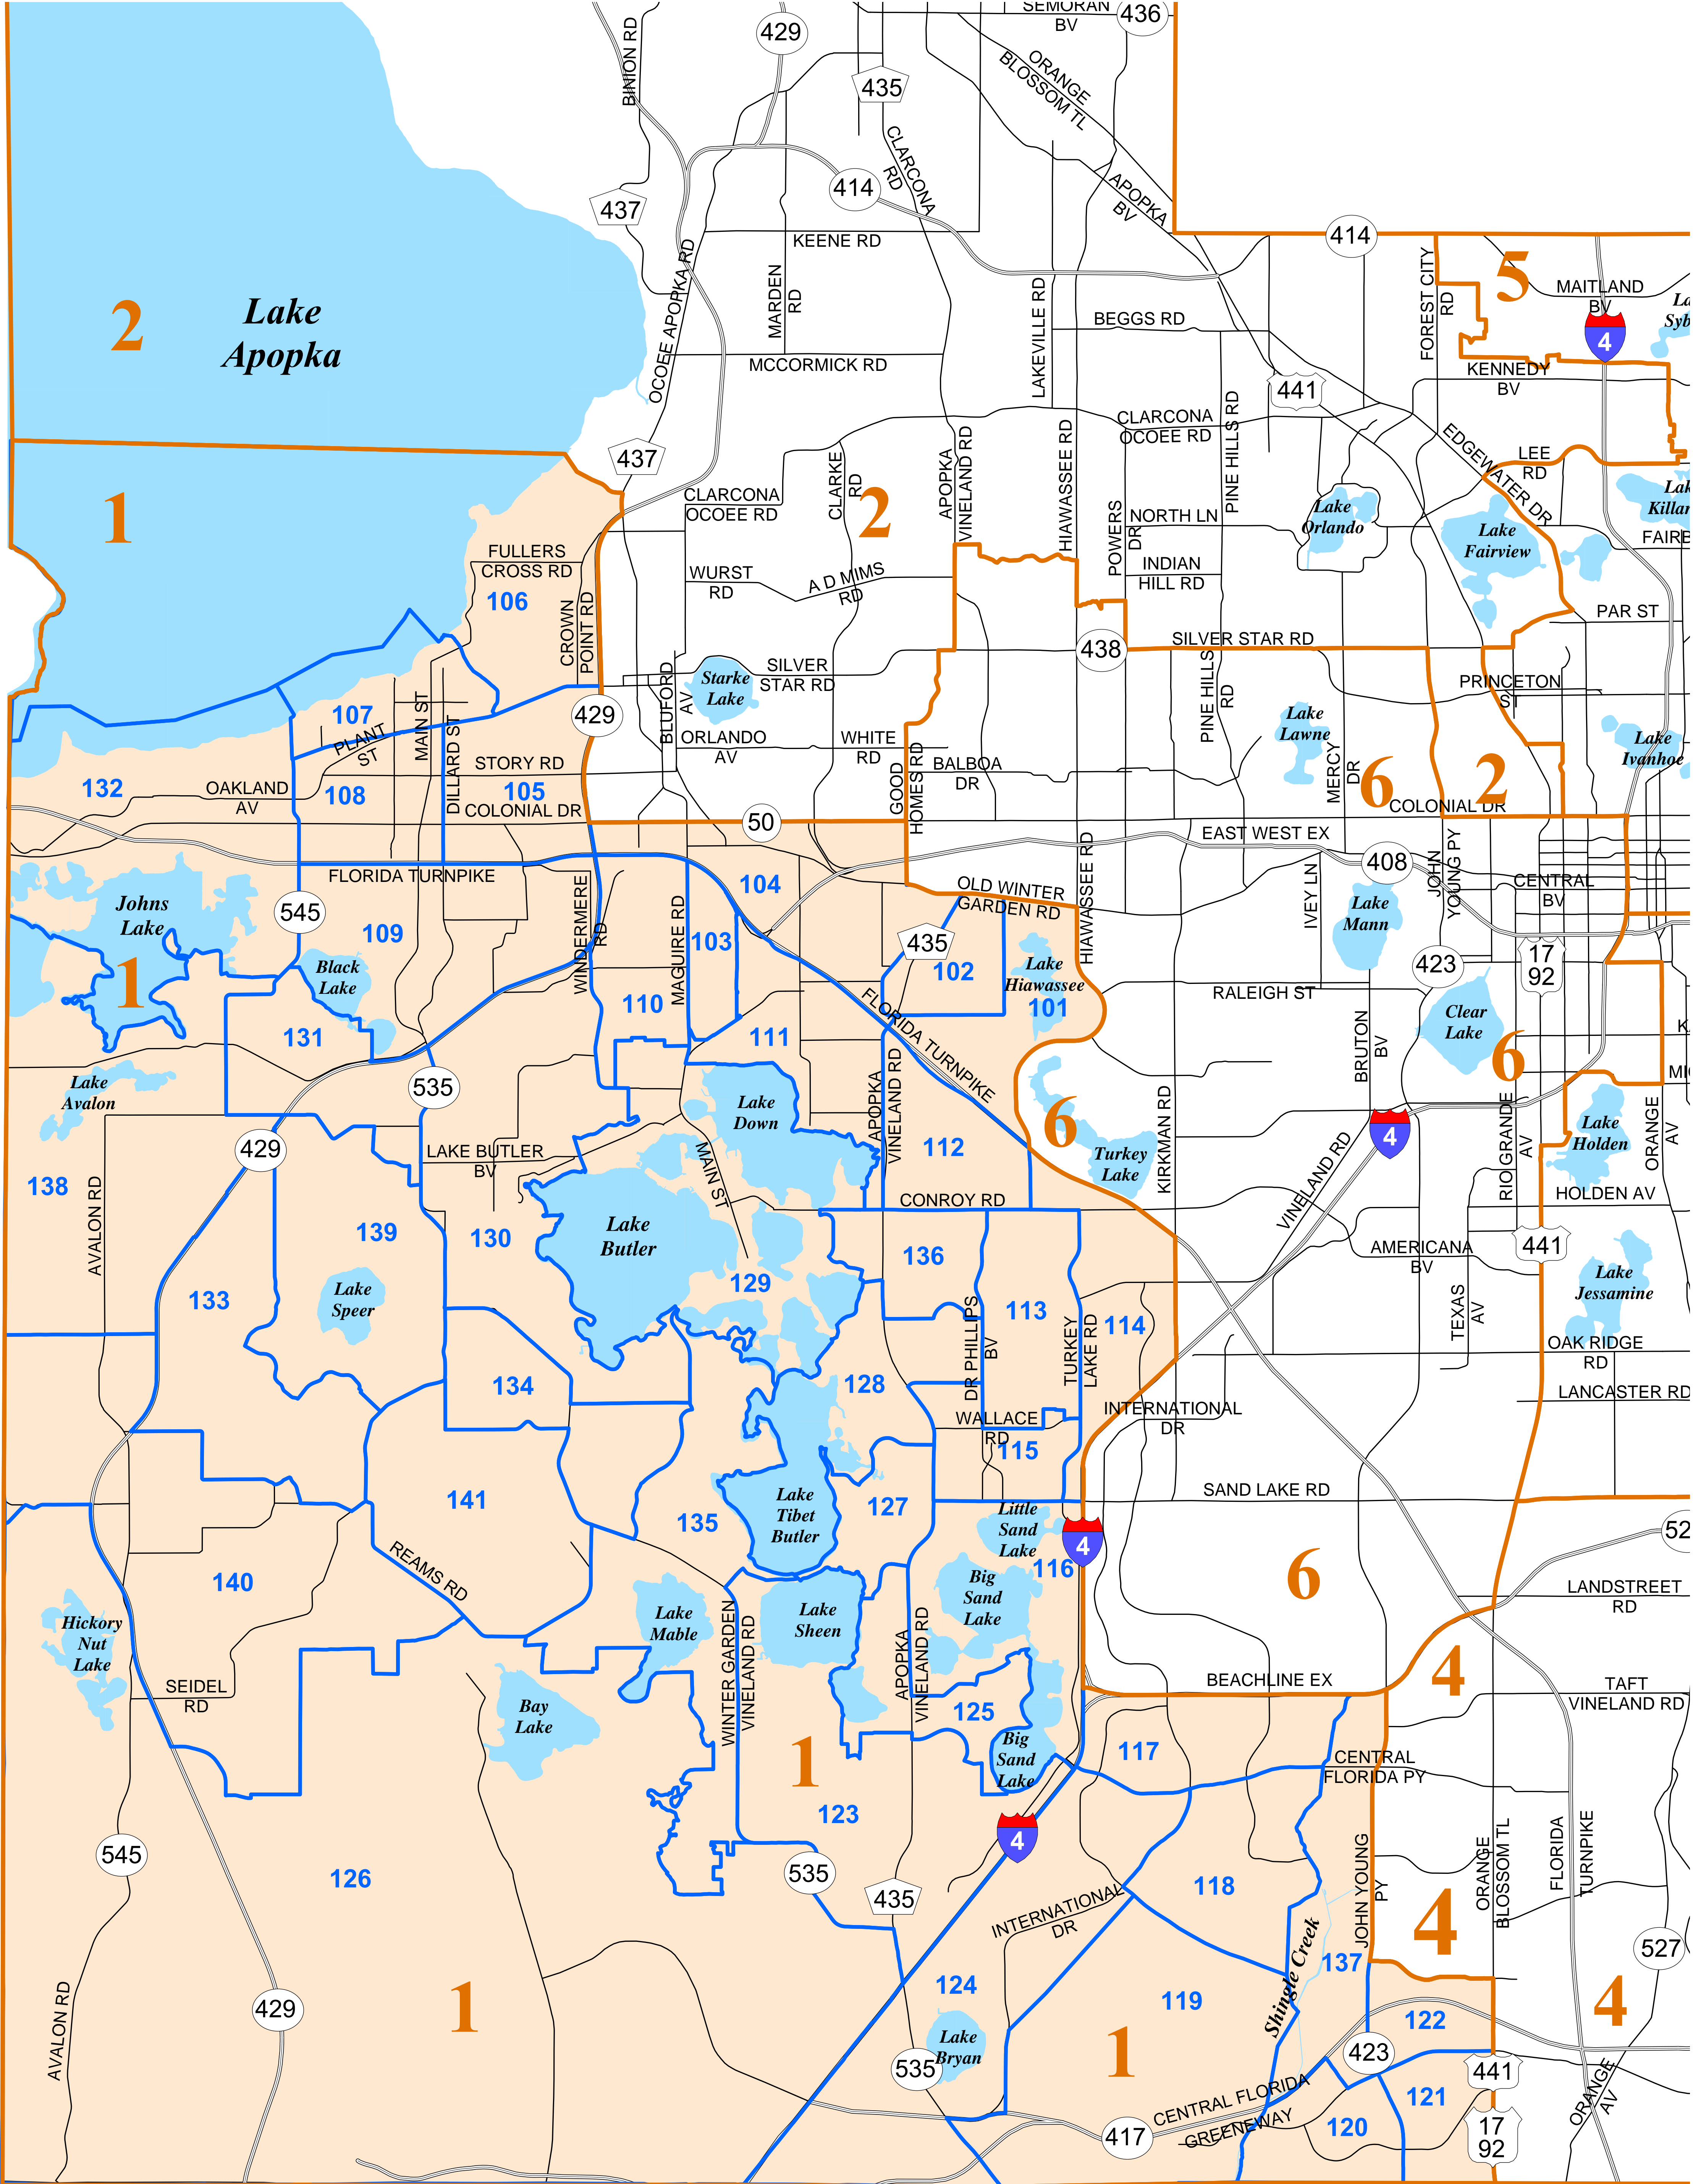 SEMORAN
BV
436
429
BINION RD
435
ORANGE
BLOSSOM TL
CLARCONA
RD
414
437
APOPKA
BV
KEENE RD
414
OCOEE APOPKA RD
MARDEN
RD
LAKEVILLE RD
FOREST CITY
RD
5
MAITLAND
BV
4
2
Lake
Apopka
BEGGS RD
MCCORMICK RD
KENNEDY
BV
441
CLARCONA
OCOEE RD
PINE HILLS RD
EDGEWATER DR
LEE
RD
437
CLARKE
RD
APOPKA
VINELAND RD
HIAWASSEE RD
1
CLARCONA
OCOEE RD
2
POWERS
DR
NORTH LN
Lake
Orlando
Lake
Fairview
FULLERS
CROSS RD
106
WURST
RD
A D MIMS
RD
INDIAN
HILL RD
CROWN
POINT RD
PAR ST
438
SILVER STAR RD
Starke
Lake
SILVER
STAR RD
PINE HILLS
RD
PRINCETON
ST
107
PLANT
ST
MAIN ST
DILLARD ST
429
BLUFORD
AV
ORLANDO
AV
WHITE
RD
Lake
Lawne
Lake
Ivanhoe
132
OAKLAND
AV
108
STORY RD
105
COLONIAL DR
GOOD
HOMES RD
BALBOA
DR
MERCY
DR
6
2
COLONIAL DR
50
EAST WEST EX
408
JOHN
YOUNG PY
FLORIDA TURNPIKE
104
OLD WINTER
GARDEN RD
HIAWASSEE RD
IVEY LN
CENTRAL
BV
Johns
Lake
545
109
WINDERMERE
RD
MAGUIRE RD
103
435
102
Lake
Hiawassee
101
Lake
Mann
423
17
92
1
Black
Lake
110
RALEIGH ST
131
111
FLORIDA TURNPIKE
Clear
Lake
BRUTON
BV
6
Lake
Avalon
535
Lake
Down
APOPKA
VINELAND RD
6
KIRKMAN RD
4
RIO GRANDE
AV
Lake
Holden
ORANGE
AV
429
LAKE BUTLER
BV
MAIN ST
112
Turkey
Lake
VINELAND RD
138
AVALON RD
CONROY RD
HOLDEN AV
139
130
Lake
Butler
136
AMERICANA
BV
441
133
Lake
Speer
129
113
114
TEXAS
AV
Lake
Jessamine
DR PHILLIPS
BV
TURKEY
LAKE RD
OAK RIDGE
RD
134
128
LANCASTER RD
WALLACE
RD
115
INTERNATIONAL
DR
141
135
Lake
Tibet
Butler
127
SAND LAKE RD
Little
Sand
Lake
4
116
REAMS RD
140
Big
Sand
Lake
6
LANDSTREET
RD
Hickory
Nut
Lake
Lake
Mable
Lake
Sheen
WINTER GARDEN
VINELAND RD
APOPKA
VINELAND RD
4
SEIDEL
RD
BEACHLINE EX
TAFT
VINELAND RD
Bay
Lake
125
1
Big
Sand
Lake
117
CENTRAL
FLORIDA PY
123
4
545
535
126
435
118
JOHN YOUNG
PY
ORANGE
BLOSSOM TL
FLORIDA
TURNPIKE
INTERNATIONAL
DR
4
Shingle Creek
137
527
124
119
1
429
4
AVALON RD
122
Lake
Bryan
535
1
423
441
CENTRAL FLORIDA
GREENEWAY
417
121
120
17
92
ORANGE
AV